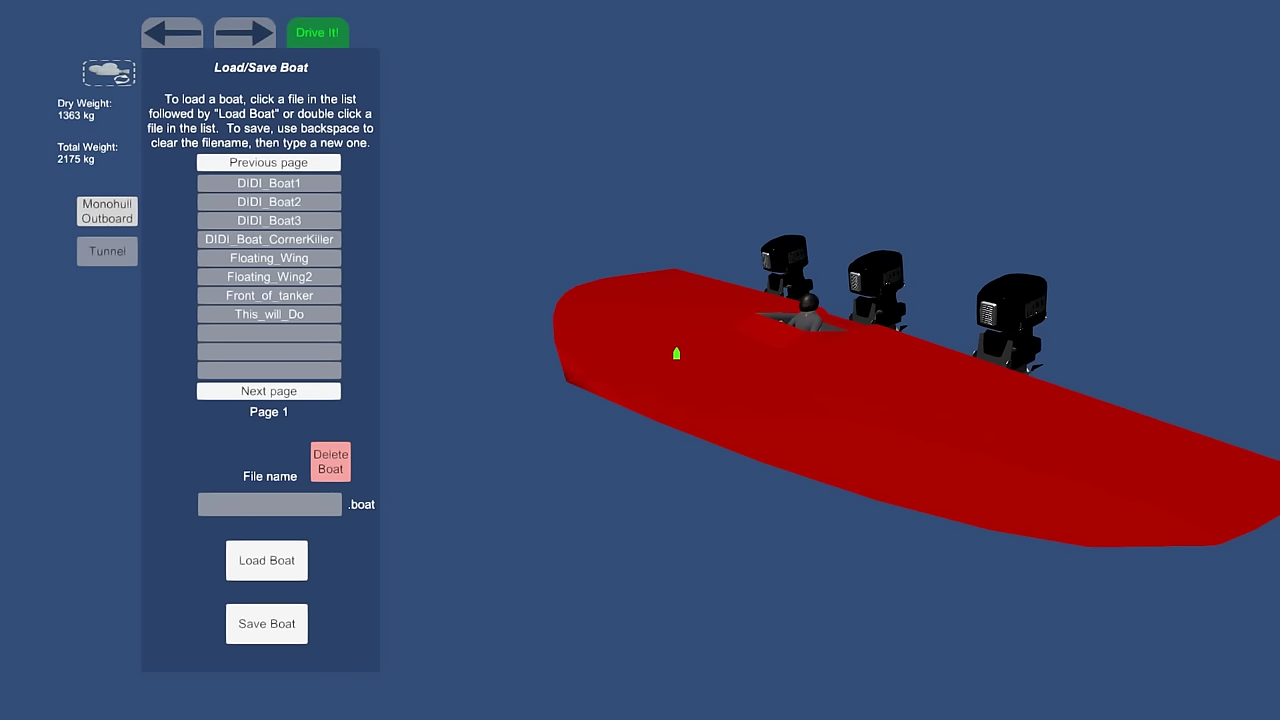 Drive It!
Load/Save Boat
Dry Weight:
1363 kg
Total Weight:
2175 kg
To load a boat, click a file in the list
followed by "Load Boat" or double click a
file in the list. To save, use backspace to
clear the filename, then type a new one.
Previous page
DIDI_Boat1
DIDI_Boat2
DIDI_Boat3
DIDI_Boat_CornerKiller
Floating_Wing
Floating_Wing2
Front_of_tanker
This_will_Do
Next page
Page 1
Monohull
Outboard
Tunnel
Delete
Boat
File name
.boat
Load Boat
Save Boat